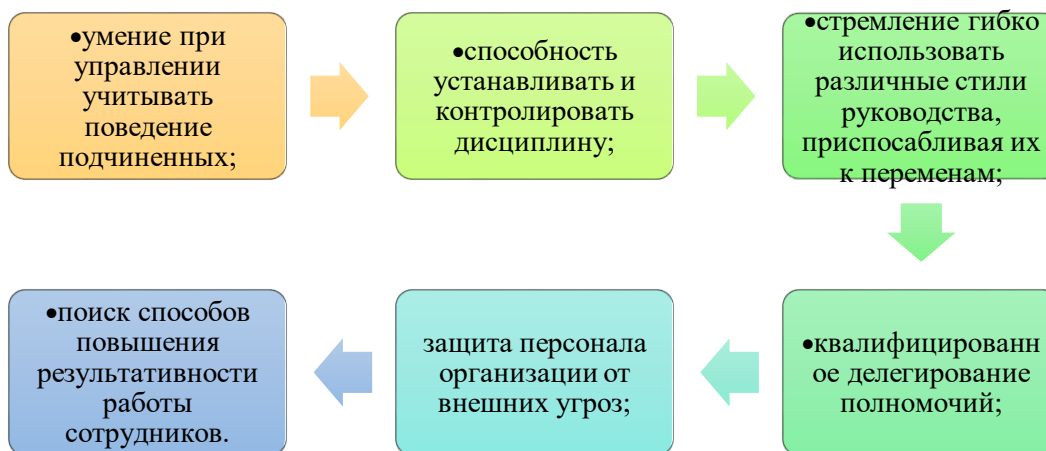 •умение при
управлении
учитывать
поведение
подчиненных;
•способность
устанавливать и
контролировать
дисциплину;
•стремление гибко
использовать
различные стили
руководства,
приспосабливая их
к переменам;
•квалифицированн
ое делегирование
полномочий;
защита персонала
организации от
внешних угроз;
•поиск способов
повышения
результативности
работы
сотрудников.